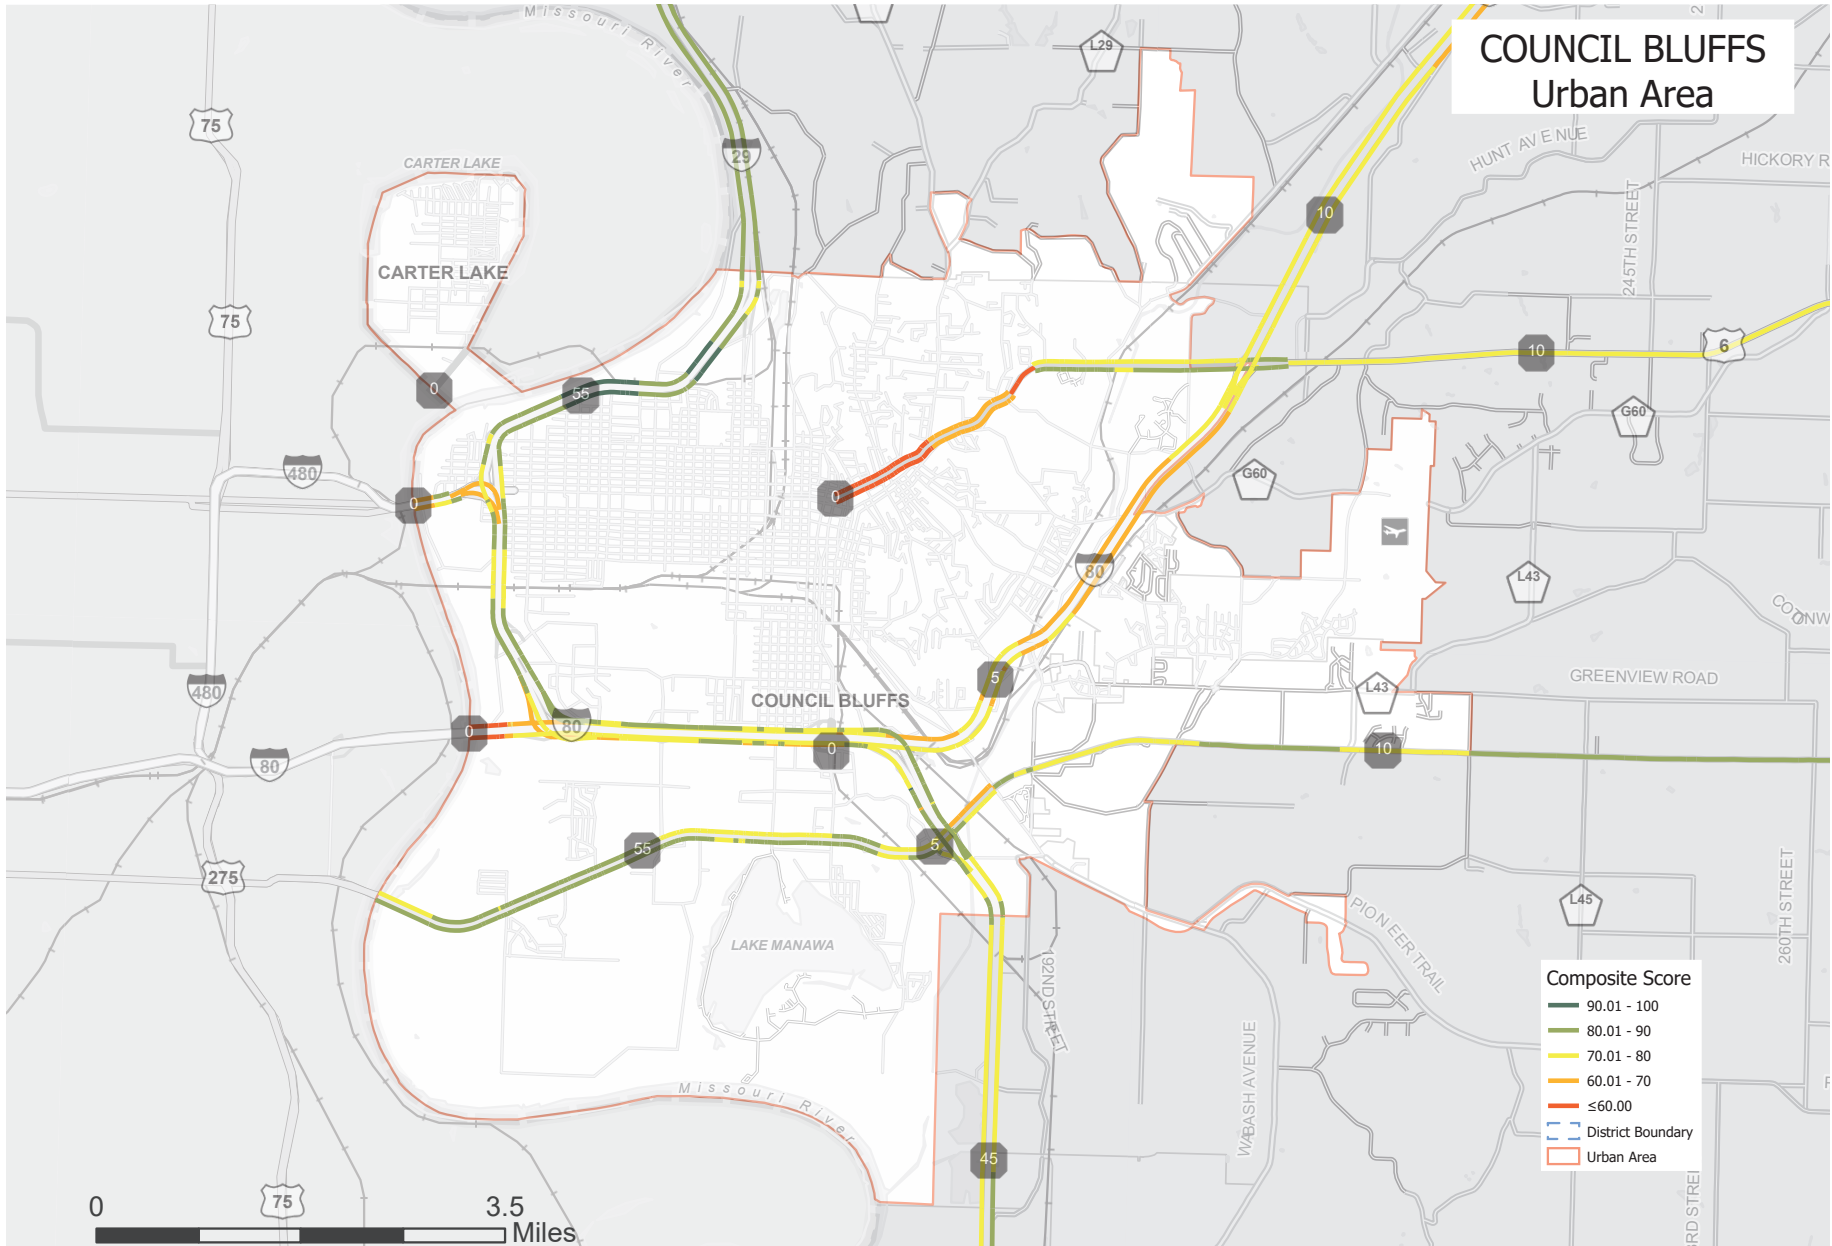 COUNCIL BLUFFS
Urban Area
Missouri River
L29
75
29
CARTER LAKE
HUNT AVENUE
HICKORY R
10
245TH STREET
CARTER LAKE
75
10
6
0
55
G60
480
0
0
G60
80
L43
5
GREENVIEW ROAD
480
COUNCIL BLUFFS
L43
0
80
0
10
80
55
5
275
260TH STREET
L45
PIONEER TRAIL
LAKE MANAWA
192ND STREET
WABASH AVENUE
Missouri River
45
75
Composite Score
90.01 - 100
80.01 - 90
70.01 - 80
60.01 - 70
≤60.00
District Boundary
Urban Area
0
3.5
Miles